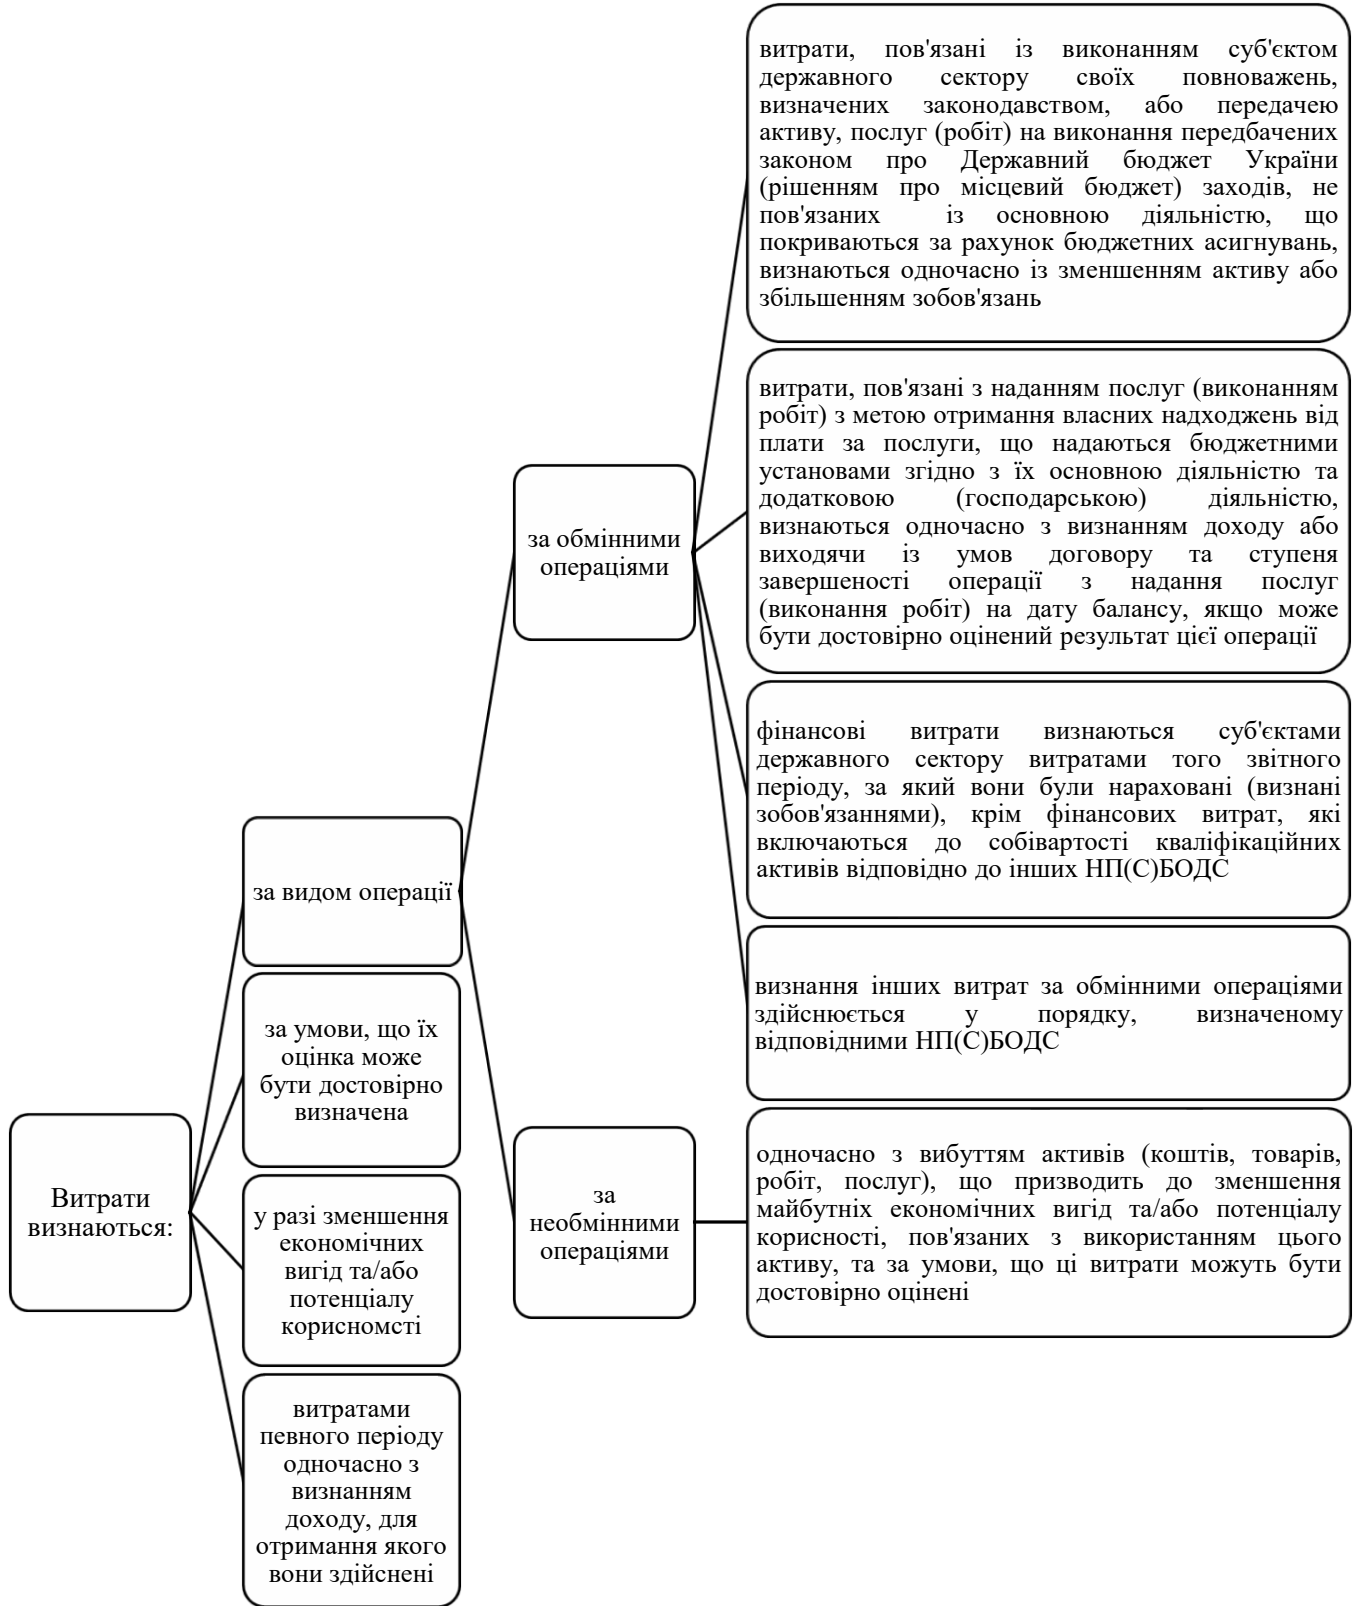 Витрати
визнаються:
за видом операції
за умови, що їх
оцінка може
бути достовірно
визначена
у разі зменшення
економічних
вигід та/або
потенціалу
корисномсті
витратами
певного періоду
одночасно з
визнанням
доходу, для
отримання якого
вони здійснені
за обмінними
операціями
за
необмінними
операціями
витрати, пов'язані із виконанням суб'єктом
державного сектору своїх повноважень,
визначених законодавством, або передачею
активу, послуг (робіт) на виконання передбачених
законом про Державний бюджет України
(рішенням про місцевий бюджет) заходів, не
пов'язаних із основною діяльністю, що
покриваються за рахунок бюджетних асигнувань,
визнаються одночасно із зменшенням активу або
збільшенням зобов'язань
витрати, пов'язані з наданням послуг (виконанням
робіт) з метою отримання власних надходжень від
плати за послуги, що надаються бюджетними
установами згідно з їх основною діяльністю та
додатковою (господарською) діяльністю,
визнаються одночасно з визнанням доходу або
виходячи із умов договору та ступеня
завершеності операції з надання послуг
(виконання робіт) на дату балансу, якщо може
бути достовірно оцінений результат цієї операції
фінансові витрати визнаються суб'єктами
державного сектору витратами того звітного
періоду, за який вони були нараховані (визнані
зобов'язаннями), крім фінансових витрат, які
включаються до собівартості кваліфікаційних
активів відповідно до інших НП(С)БОДС
визнання інших витрат за обмінними операціями
здійснюється у порядку, визначеному
відповідними НП(С)БОДС
одночасно з вибуттям активів (коштів, товарів,
робіт, послуг), що призводить до зменшення
майбутніх економічних вигід та/або потенціалу
корисності, пов'язаних з використанням цього
активу, та за умови, що ці витрати можуть бути
достовірно оцінені